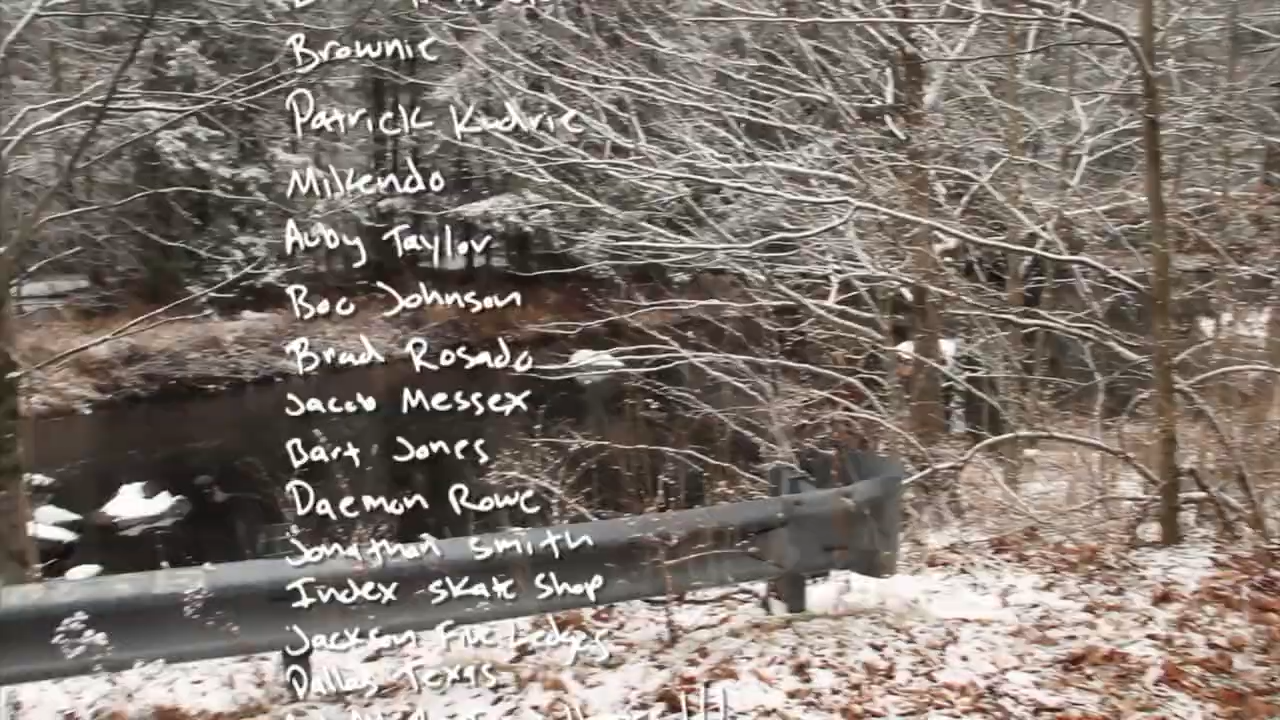 Brownie
Patrick Kudric
Milkendo
Auby Taylor
Boo Johnson
Brad Rosado
Jacob Messex
Bart Jones
Daemon Rowe
Jonathan Smith
Index skate shop
Jackson Five Ledges
Dallas Texas